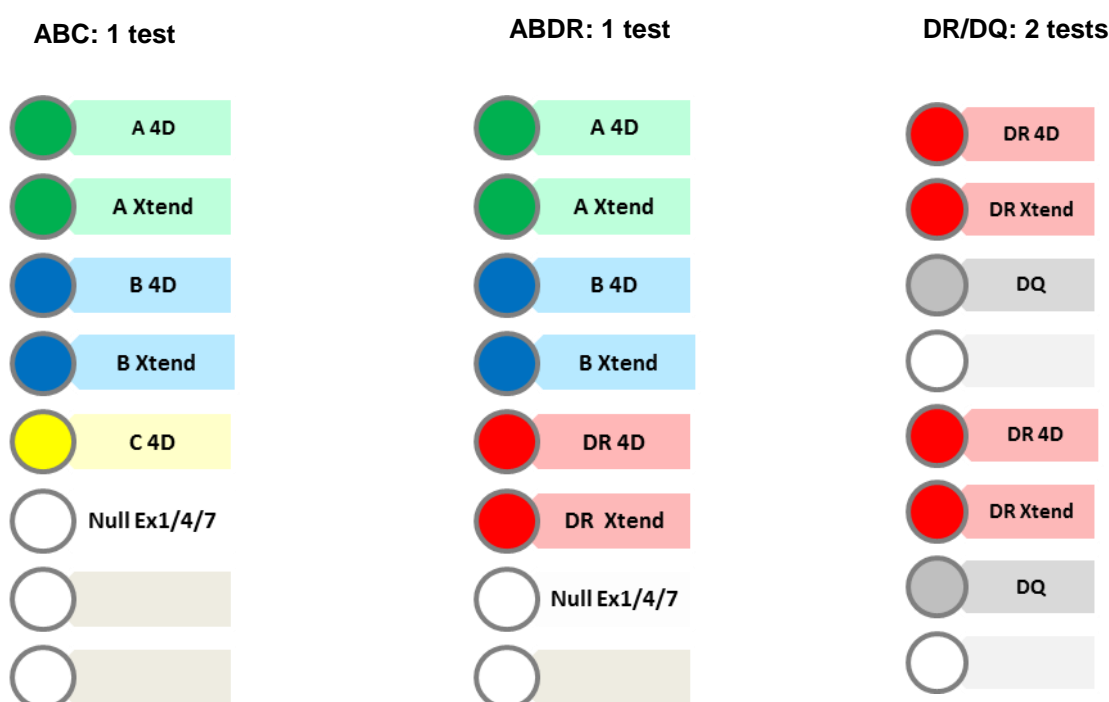 ABC: 1 test
A 4D
A Xtend
B 4D
B Xtend
C 4D
Null Ex1/4/7
ABDR: 1 test
A 4D
A Xtend
B 4D
B Xtend
DR 4D
DR Xtend
Null Ex1/4/7
DR/DQ: 2 tests
DR 4D
DR Xtend
DQ
DR 4D
DR Xtend
DQ